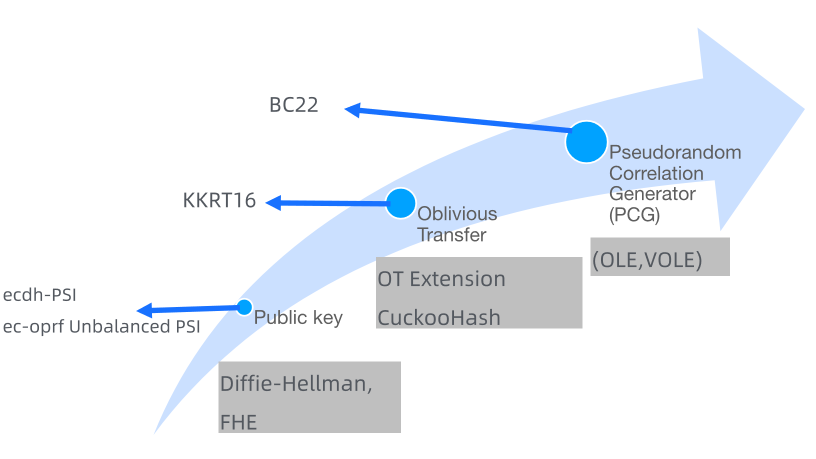 BC22
Pseudorandom
Correlation
Generator
(PCG)
KKRT16
Oblivious
Transfer
(OLE,VOLE)
OT Extension
CuckooHash
ecdh-PSI
ec-oprf Unbalanced PSI
Public key
Diffie-Hellman,
FHE